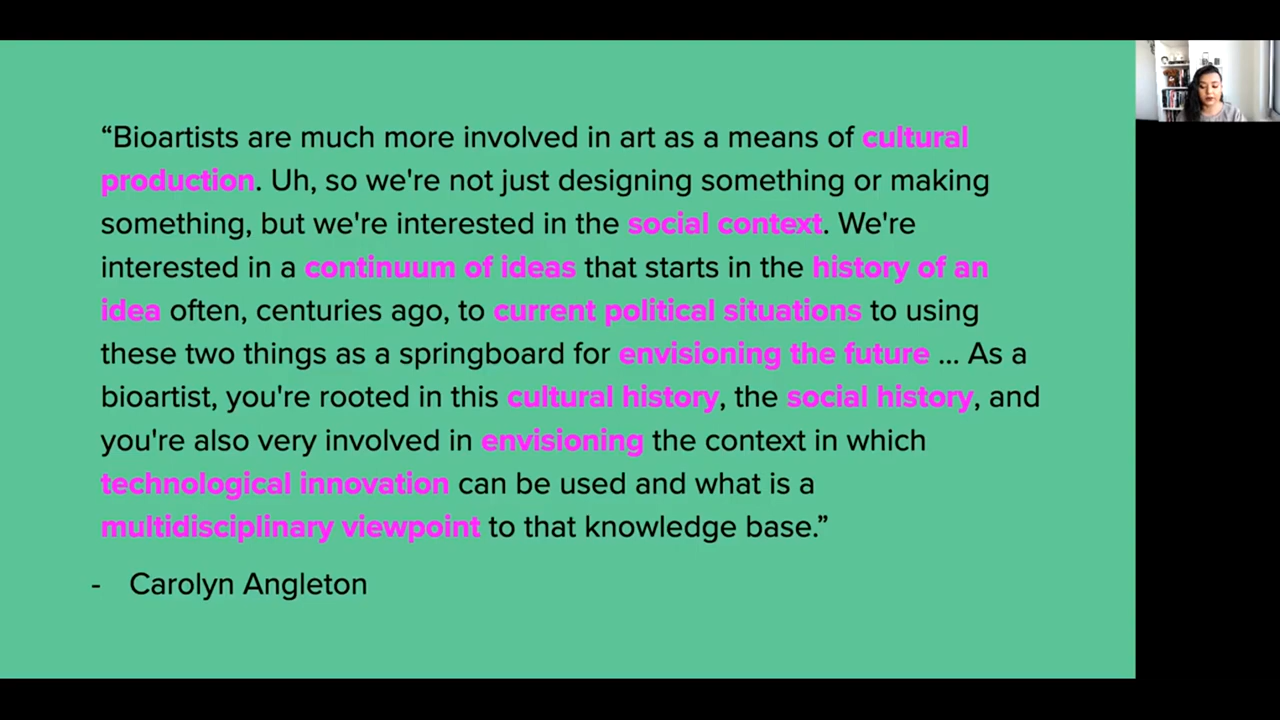 “Bioartists are much more involved in art as a means of cultural
production. Uh, so we're not just designing something or making
something, but we're interested in the social context. We're
interested in a continuum of ideas that starts in the history of an
idea often, centuries ago, to current political situations to using
these two things as a springboard for envisioning the future ... As a
bioartist, you're rooted in this cultural history, the social history, and
you're also very involved in envisioning the context in which
technological innovation can be used and what is a
multidisciplinary viewpoint to that knowledge base.”
- Carolyn Angleton